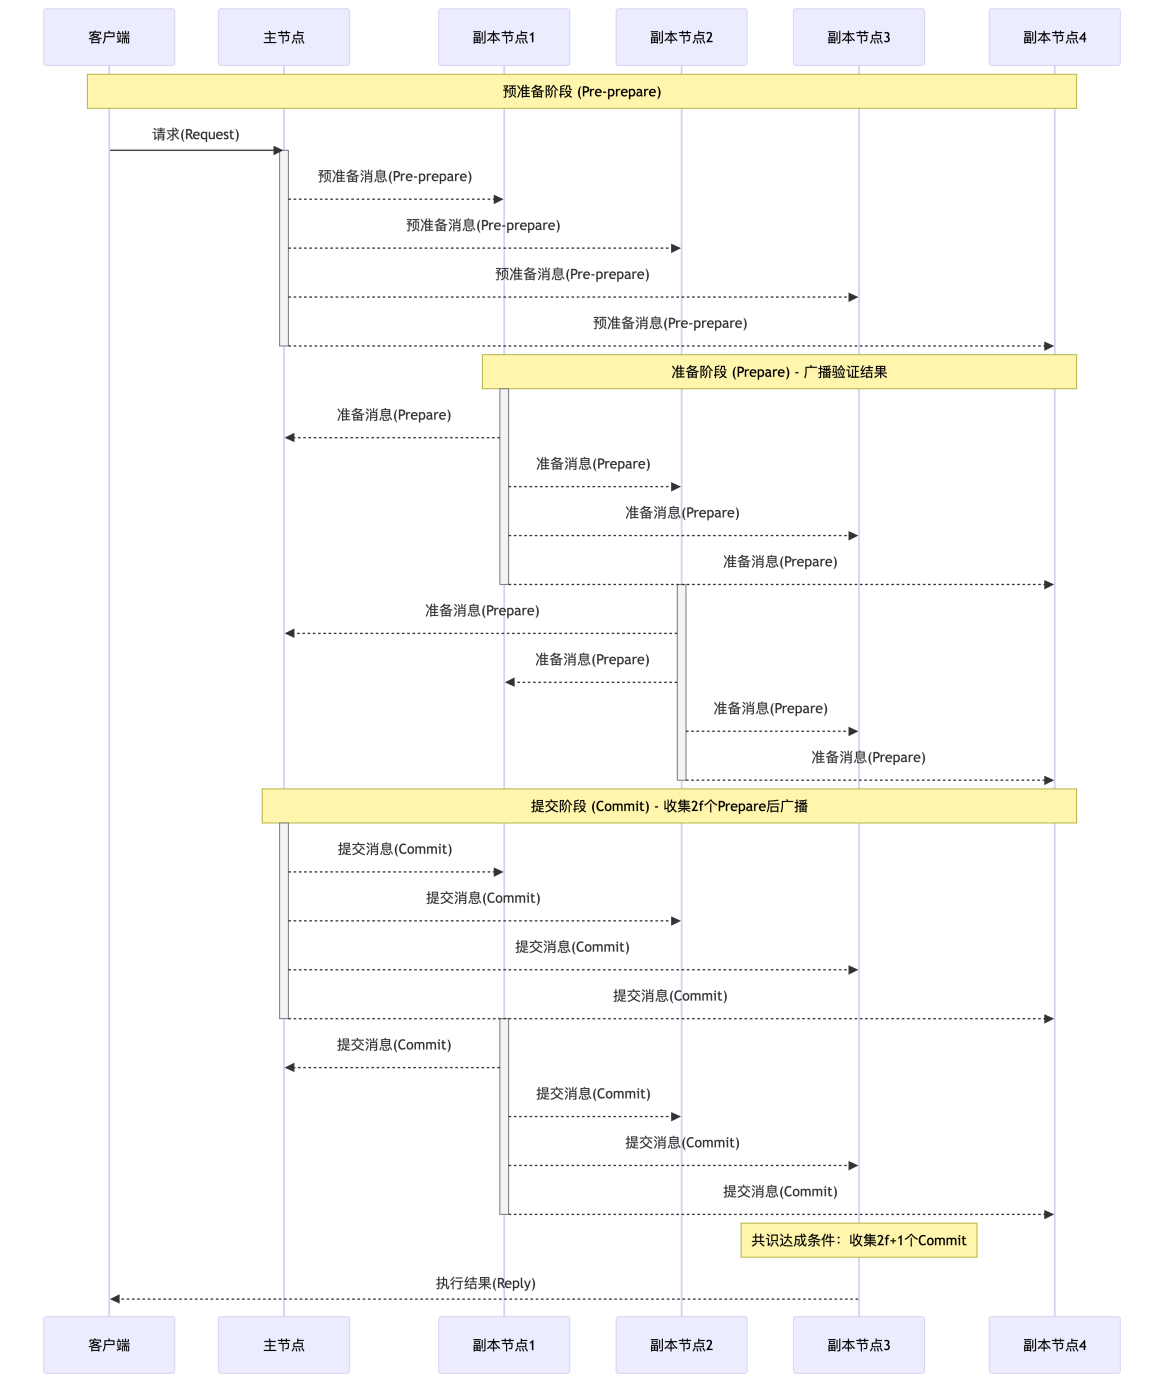 客户端
主节点
副本节点1
副本节点2
副本节点3
副本节点4
预准备阶段 (Pre-prepare)
请求(Request)
预准备消息(Pre-prepare)
预准备消息(Pre-prepare)
预准备消息(Pre-prepare)
预准备消息(Pre-prepare)
准备阶段 (Prepare) - 广播验证结果
准备消息(Prepare)
准备消息(Prepare)
准备消息(Prepare)
准备消息(Prepare)
准备消息(Prepare)
准备消息(Prepare)
准备消息(Prepare)
准备消息(Prepare)
提交阶段 (Commit) - 收集2f个Prepare后广播
提交消息(Commit)
提交消息(Commit)
提交消息(Commit)
提交消息(Commit)
提交消息(Commit)
提交消息(Commit)
提交消息(Commit)
提交消息(Commit)
共识达成条件：收集2f+1个Commit
执行结果(Reply)
客户端
主节点
副本节点1
副本节点2
副本节点3
副本节点4